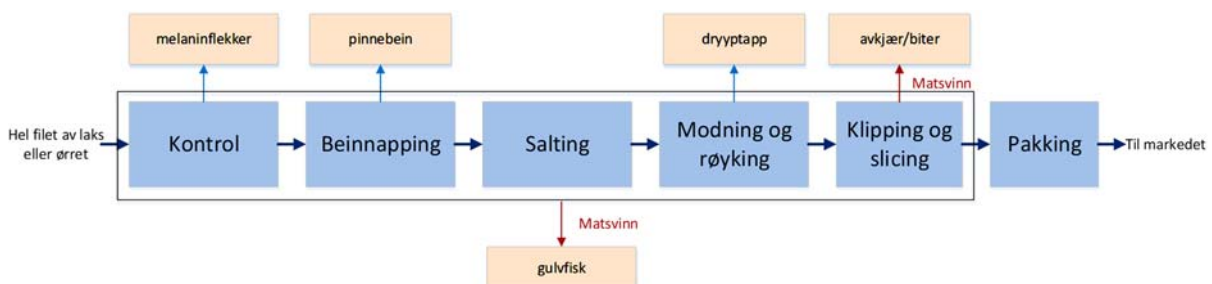 melaninflekker
pinnebein
dryyptapp
avkjær/biter
Matsvinn
Hel filet av laks
eller ørret
Kontrol
Beinnapping
Salting
Modning og
røyking
Klipping og
slicing
Pakking
Til markedet
Matsvinn
gulvfisk